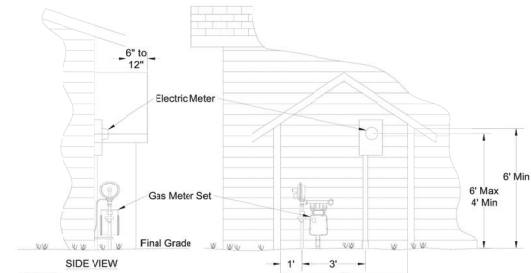 6" to
12"
Electric Meter
Gas Meter Set
Final Grade
SIDE VIEW
1'
3'
6' Max
4' Min
6' Min